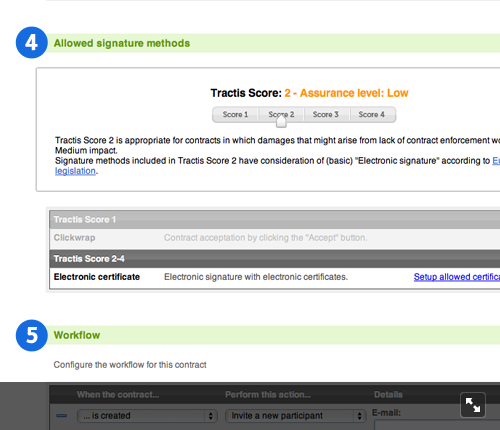 4 Allowed signature methods
Tractis Score: 2 - Assurance level: Low
Score 1 Score 2 Score 3 Score 4
Tractis Score 2 is appropriate for contracts in which damages that might arise from lack of contract enforcement
Medium impact.
Signature methods included in Tractis Score 2 have consideration of (basic) "Electronic signature" according to
legislation.
Tractis Score 1
Clickwrap Contract acceptation by clicking the "Accept" button.
Tractis Score 2-4
Electronic certificate Electronic signature with electronic certificates. Setup allowed
5 Workflow
Configure the workflow for this contract
When the contract... Perform this action... Details
... is created Invite a new participant E-mail: